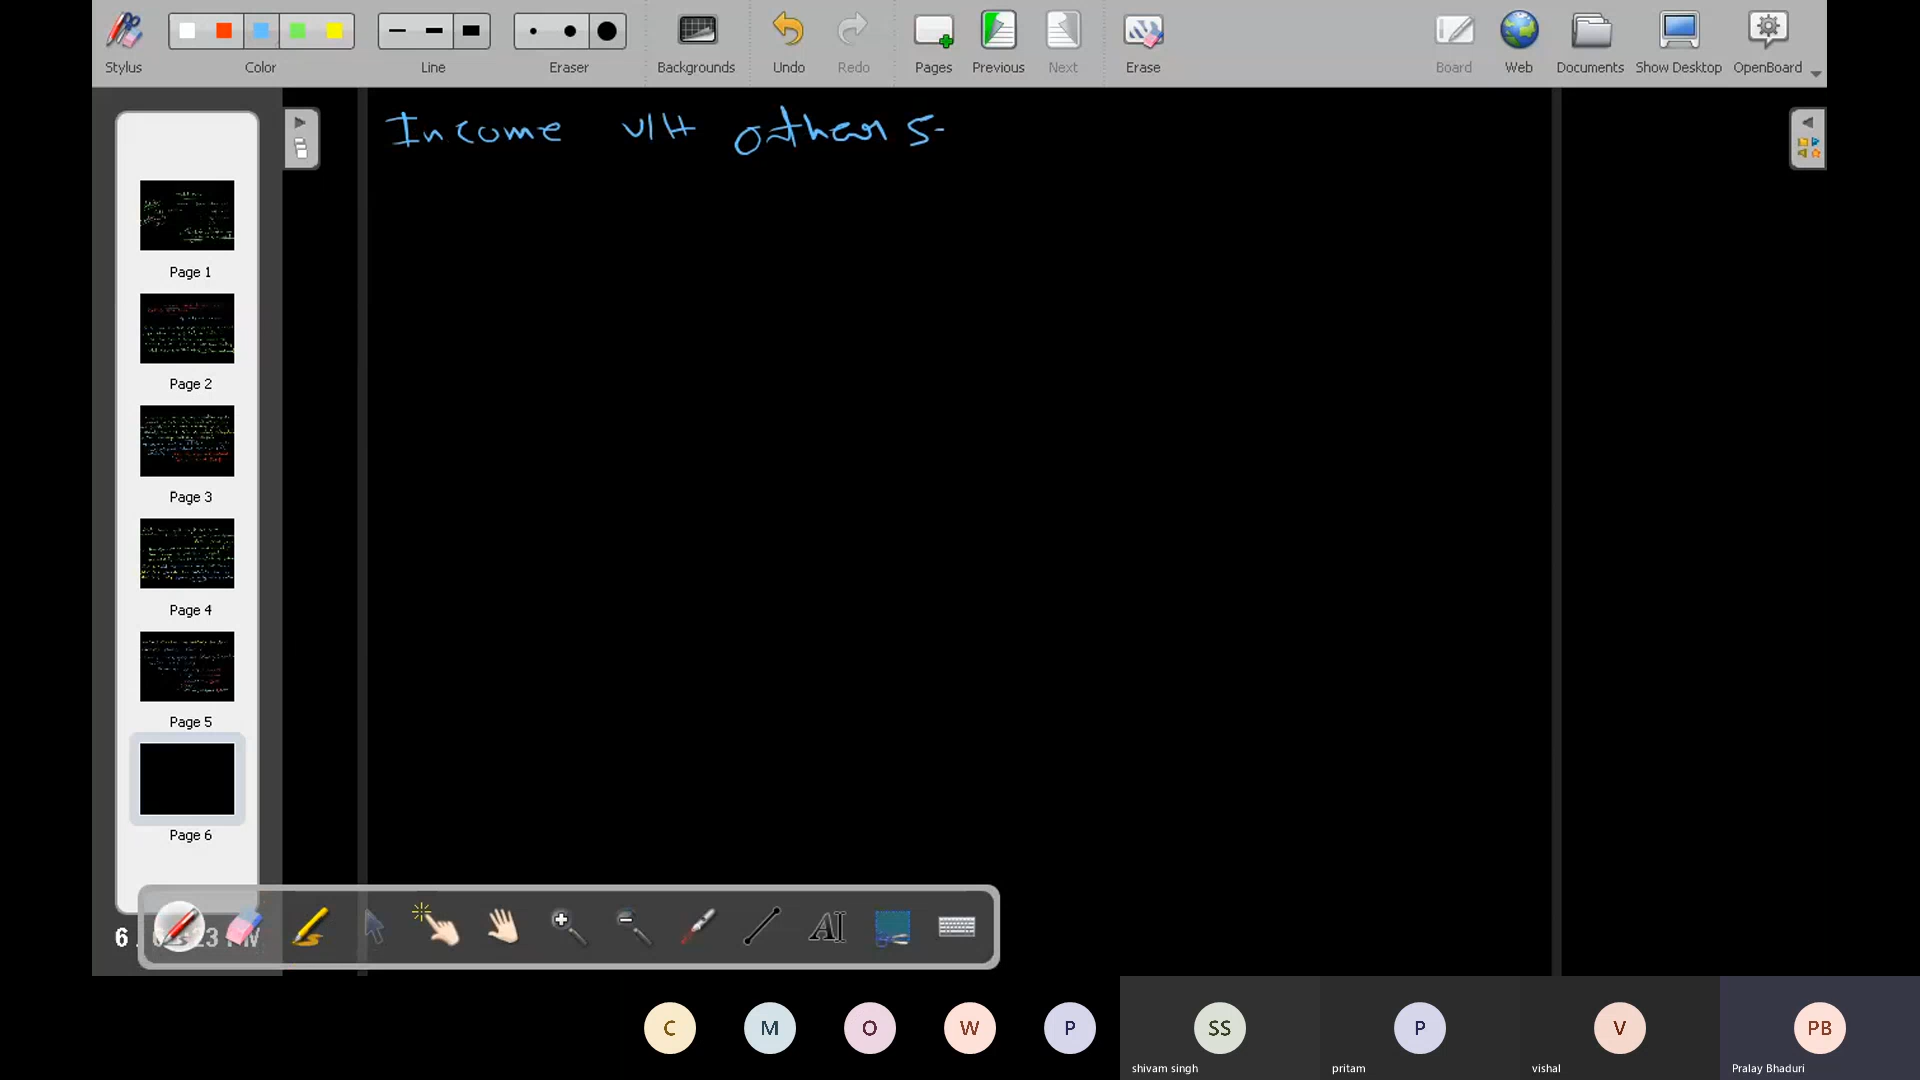 Stylus
Color
Line
Eraser
Backgrounds
Undo
Redo
Pages
Previous
Next
Erase
Board
Web
Documents
Show Desktop
OpenBoard
Income U/H other S
Page 1
Page 2
Page 3
Page 4
Page 5
Page 6
AI
C
M
O
W
P
SS
shivam singh
P
pritam
V
vishal
PB
Pralay Bhaduri